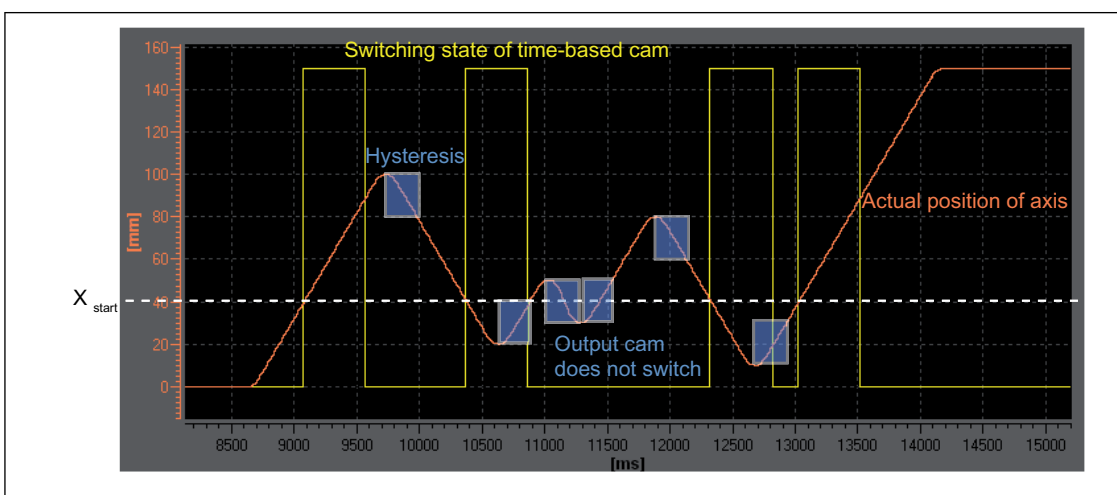 Switching state of time-based cam
160
140
120
100
80
60
40
20
0
[mm]
Hysteresis
Actual position of axis
X start
Output cam
does not switch
8500 9000 9500 10000 10500 11000 11500 12000 12500 13000 13500 14000 14500 15000
[ms]